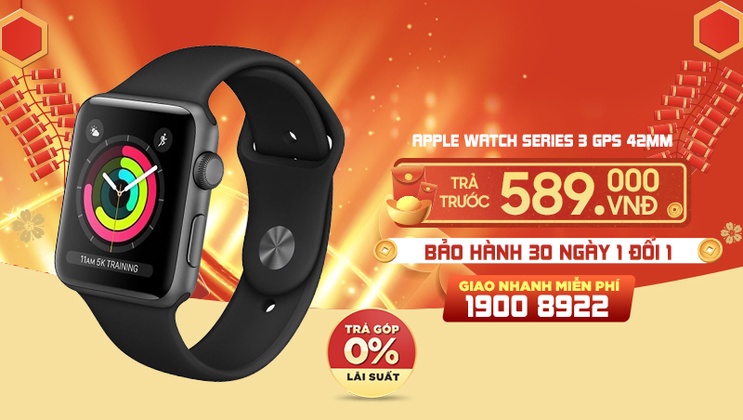 APPLE WATCH SERIES 3 GPS 42MM
TRẢ TRƯỚC 589.000 VNĐ
BẢO HÀNH 30 NGÀY 1 ĐỔI 1
GIAO NHANH MIỄN PHÍ
1900 8922
TRẢ GÓP
0%
LÃI SUẤT
11AM 5K TRAINING